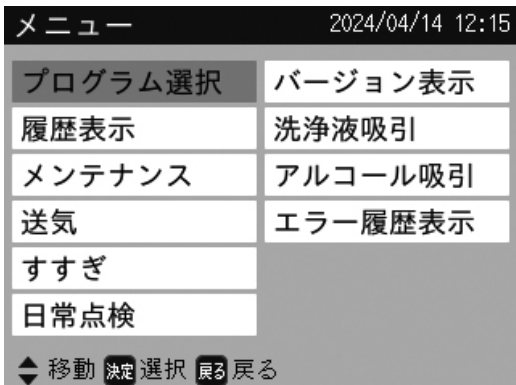 メニュー 2024/04/14 12:15
プログラム選択 バージョン表示
履歴表示 洗浄液吸引
メンテナンス アルコール吸引
送気 エラー履歴表示
すすぎ
日常点検
移動 決定 選択 戻る 戻る